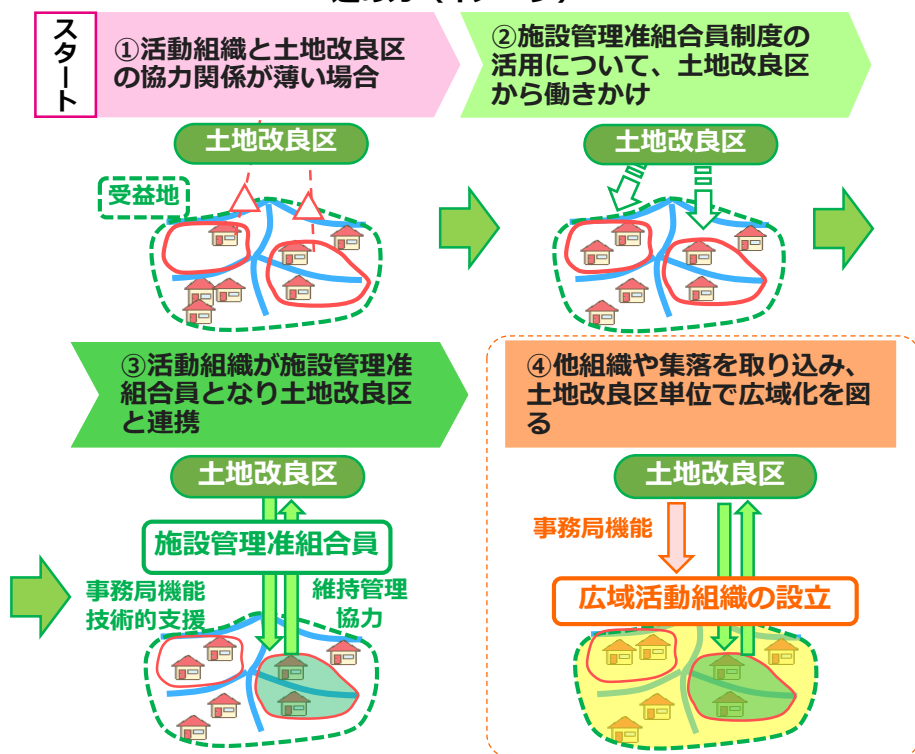 スタート
①活動組織と土地改良区
の協力関係が薄い場合
②施設管理准組合員制度の
活用について、土地改良区
から働きかけ
土地改良区
受益地
土地改良区
③活動組織が施設管理准
組合員となり土地改良区
と連携
土地改良区
施設管理准組合員
事務局機能
技術的支援
維持管理
協力
④他組織や集落を取り込み、
土地改良区単位で広域化を図
る
土地改良区
事務局機能
広域活動組織の設立